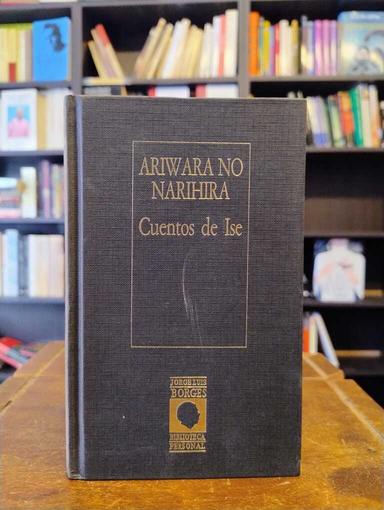 ARIWARA NO
NARIHIRA
Cuentos de Ise
JORGE LUIS
BORGES
BIBLIOTECA
PERSONAL